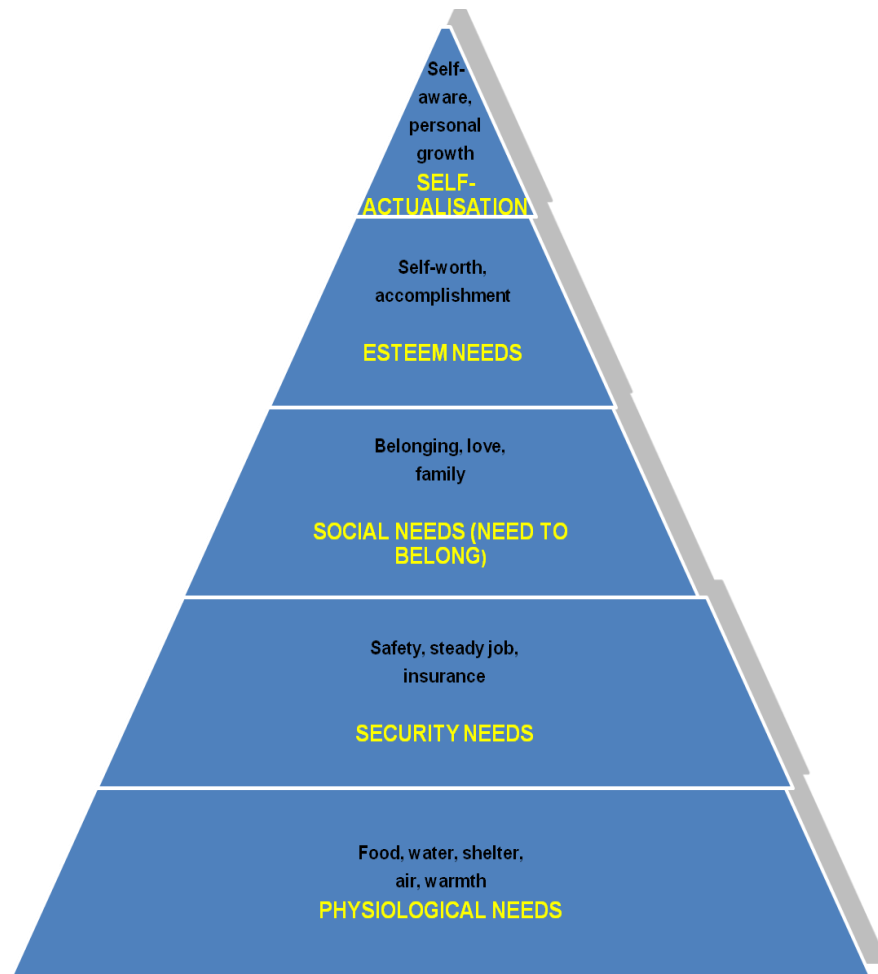 Self-
aware,
personal
growth
SELF-
ACTUALISATION
Self-worth,
accomplishment
ESTEEM NEEDS
Belonging, love,
family
SOCIAL NEEDS (NEED TO
BELONG)
Safety, steady job,
insurance
SECURITY NEEDS
Food, water, shelter,
air, warmth
PHYSIOLOGICAL NEEDS